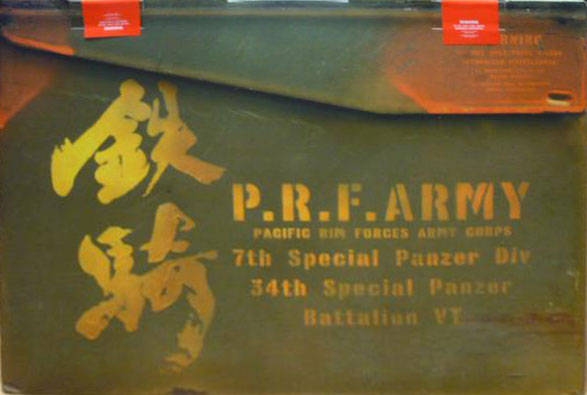 鉄騎
P.R.F.ARMY
PACIFIC RIM FORCES ARMY CORPS
7th Special Panzer Div
34th Special Panzer
Battalion VT